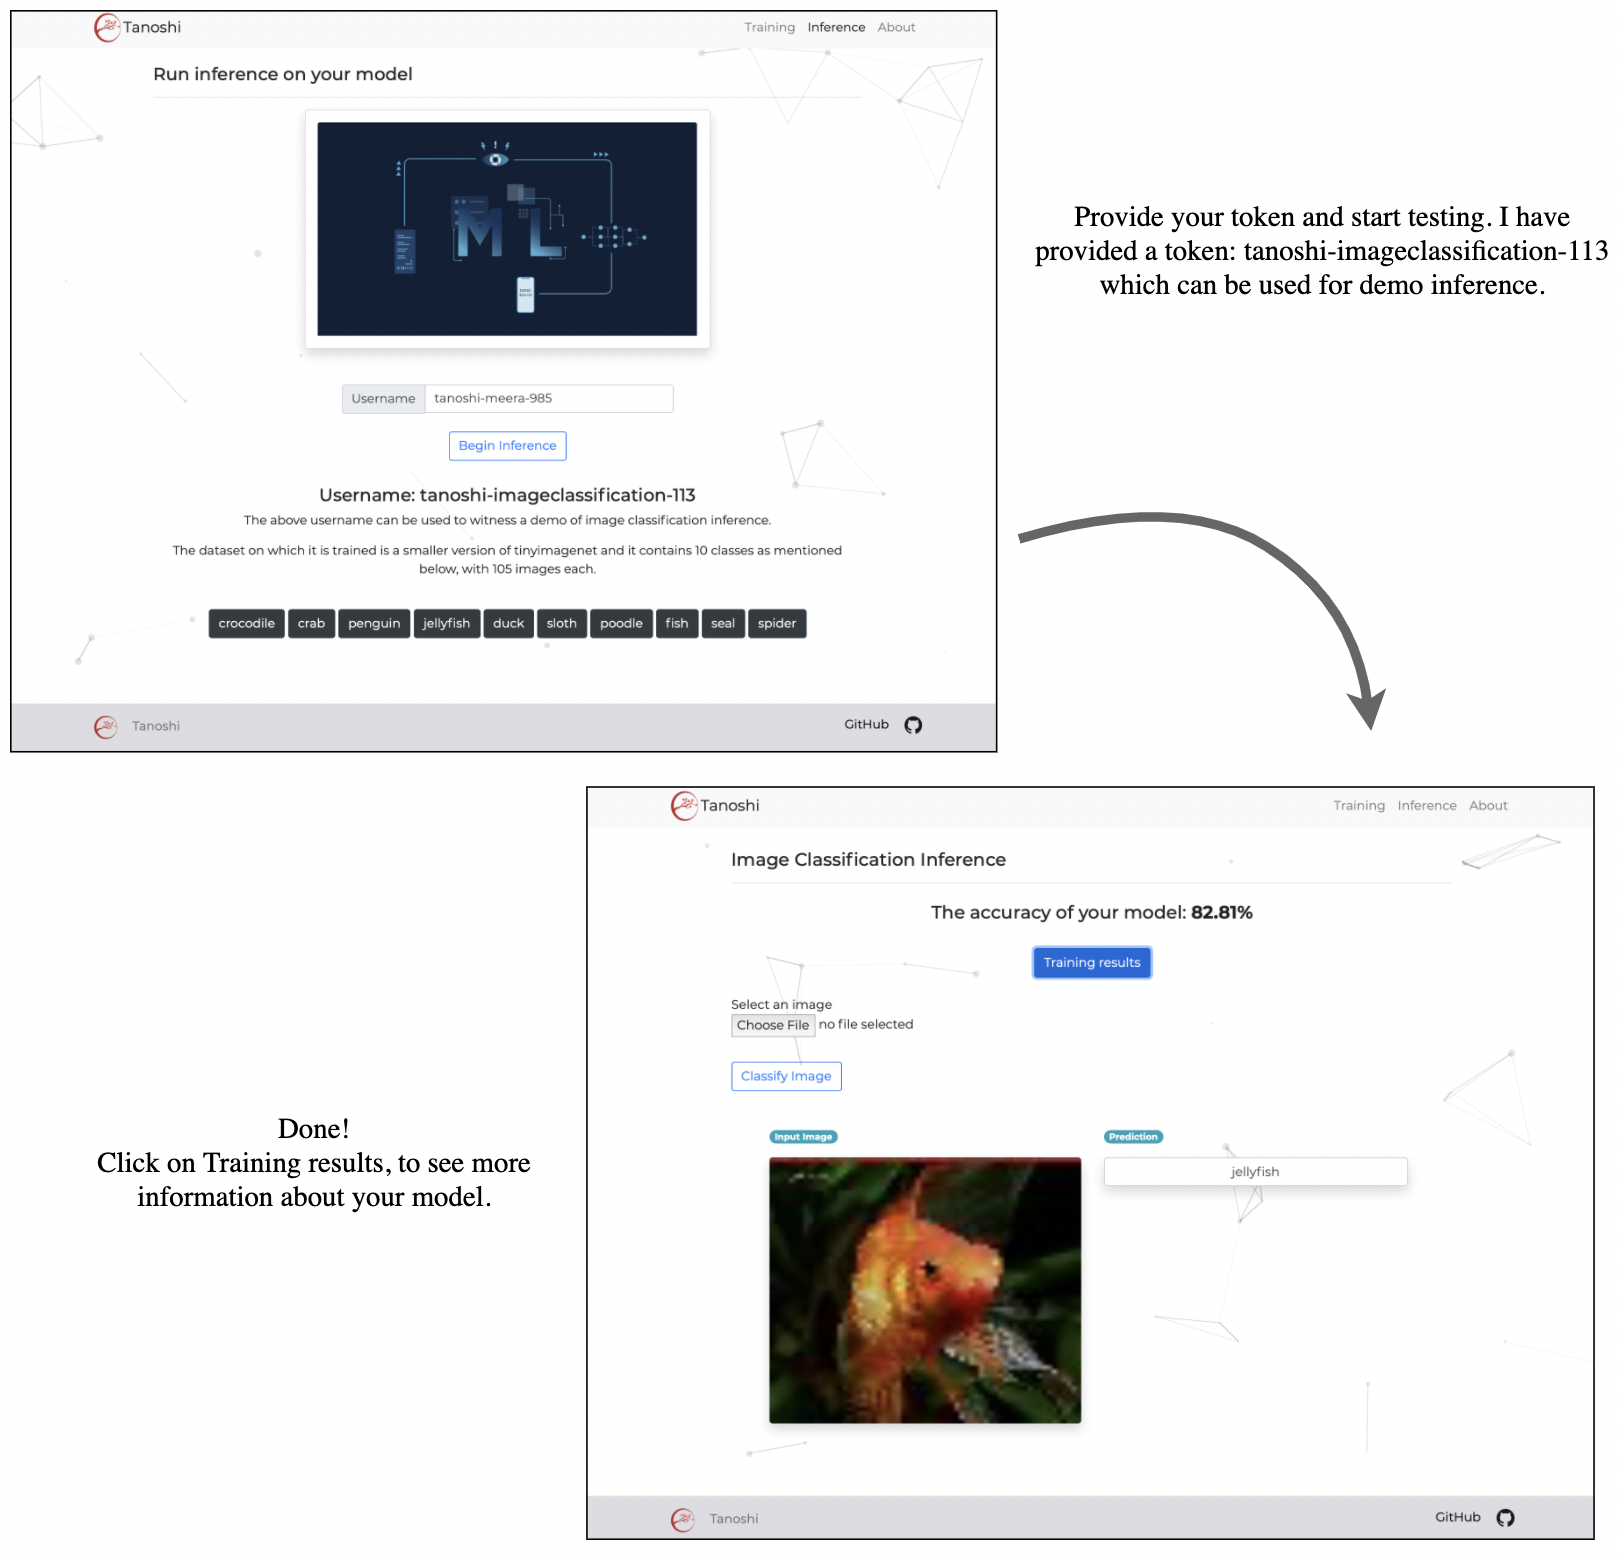 Tanoshi
Training Inference About
Run inference on your model
ML
Username tanoshi-meera-985
Begin Inference
Username: tanoshi-imageclassification-113
The above username can be used to witness a demo of image classification inference.
The dataset on which it is trained is a smaller version of tinyimagenet and it contains 10 classes as mentioned
below, with 105 images each.
crocodile crab penguin jellyfish duck sloth poodle fish seal spider
Tanoshi
GitHub
Provide your token and start testing. I have
provided a token: tanoshi-imageclassification-113
which can be used for demo inference.
Tanoshi
Training Inference About
Image Classification Inference
The accuracy of your model: 82.81%
Training results
Select an image
Choose File no file selected
Classify Image
Input Image
Prediction
jellyfish
Tanoshi
GitHub
Done!
Click on Training results, to see more
information about your model.